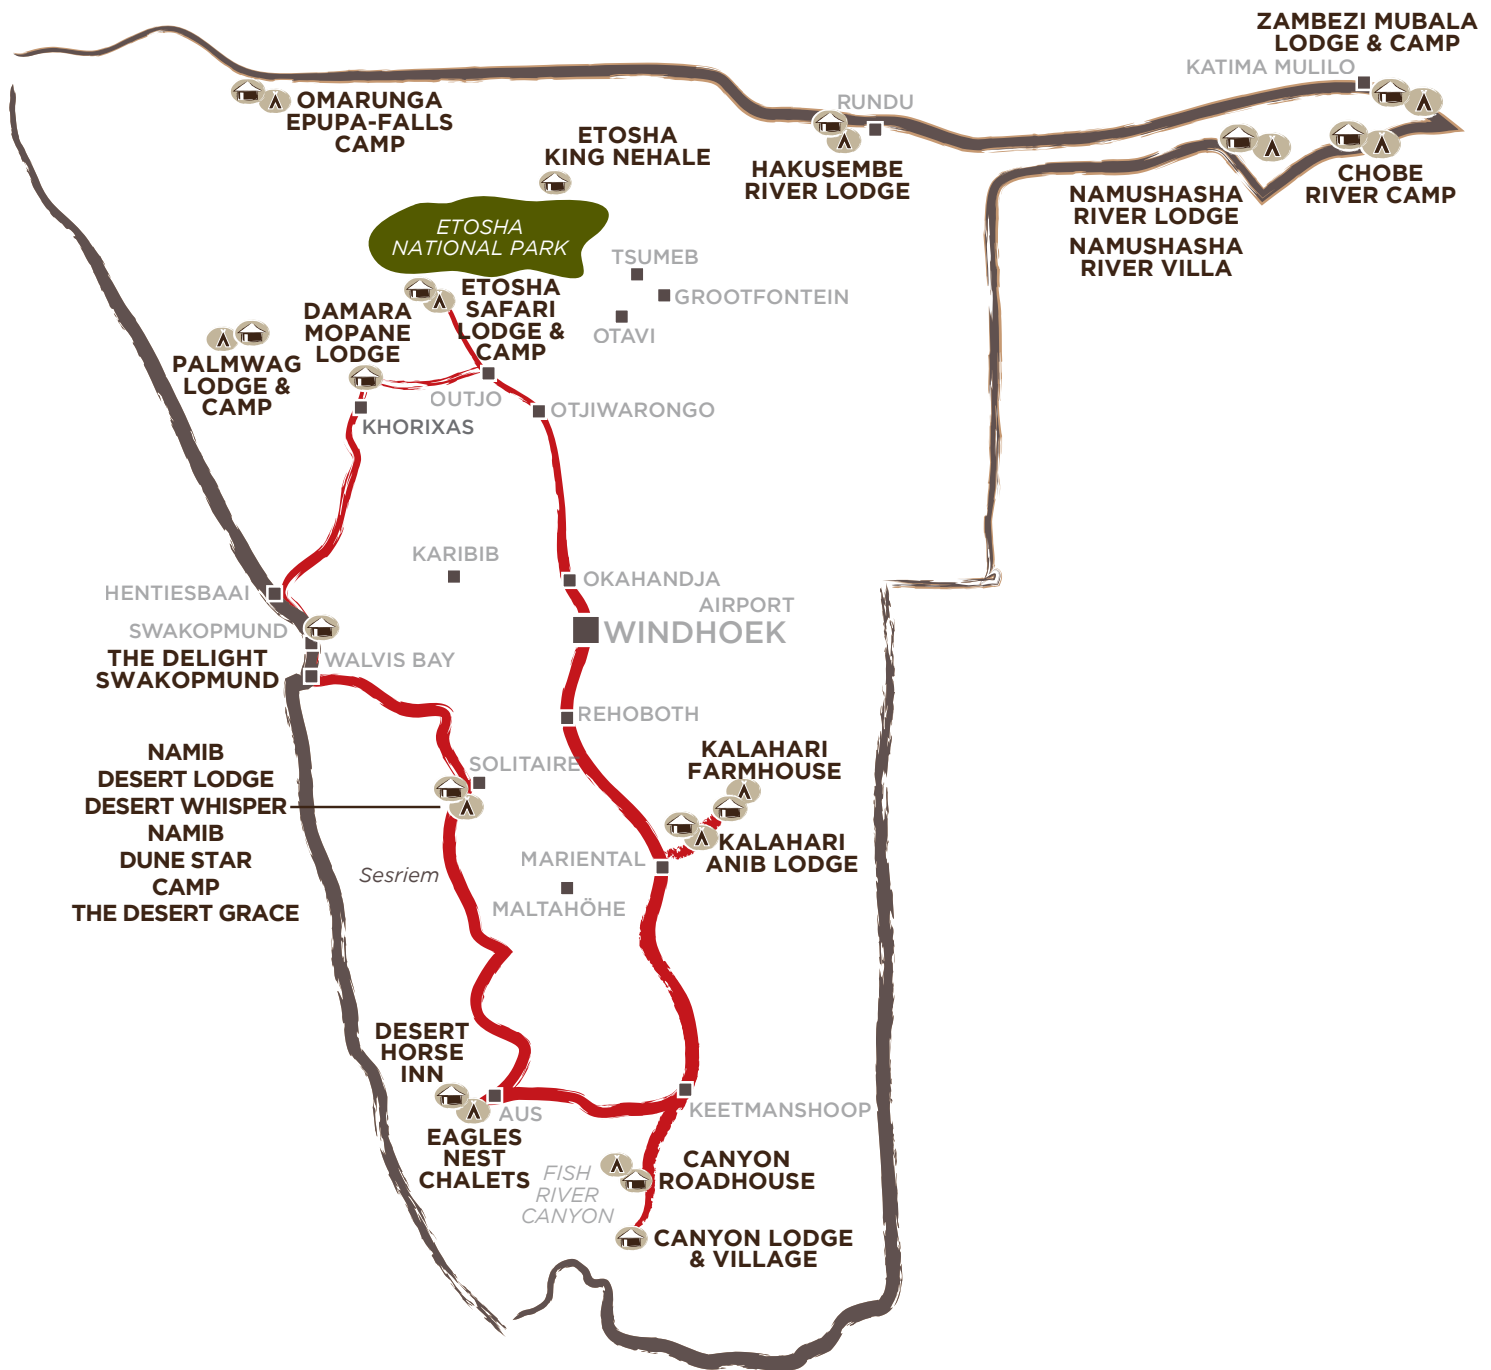 ZAMBEZI MUBALA
LODGE & CAMP
KATIMA MULILO
OMARUNGA
EPUPA-FALLS
CAMP
RUNDU
ETOSHA
KING NEHALE
HAKUSEMBE
RIVER LODGE
CHOBE
RIVER CAMP
NAMUSHASHA
RIVER LODGE
NAMUSHASHA
RIVER VILLA
ETOSHA
NATIONAL PARK
TSUMEB
GROOTFONTEIN
OTAVI
ETOSHA
SAFARI
LODGE &
CAMP
DAMARA
MOPANE
LODGE
PALMWAG
LODGE &
CAMP
OUTJO
OTJIWARONGO
KHORIXAS
KARIBIB
OKAHANDJA
HENTIESBAAI
AIRPORT
WINDHOEK
SWAKOPMUND
THE DELIGHT
SWAKOPMUND
WALVIS BAY
REHOBOTH
NAMIB
DESERT LODGE
DESERT WHISPER
NAMIB
DUNE STAR
CAMP
THE DESERT GRACE
SOLITAIRE
KALAHARI
FARMHOUSE
KALAHARI
ANIB LODGE
MARIENTAL
Sesriem
MALTAHÖHE
DESERT
HORSE
INN
AUS
EAGLES
NEST
CHALETS
KEETMANSHOOP
FISH
RIVER
CANYON
CANYON
ROADHOUSE
CANYON LODGE
& VILLAGE